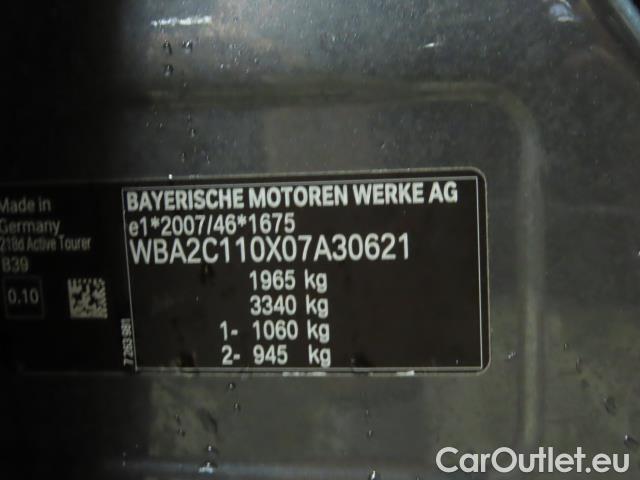 Made in
Germany
218d Active Tourer
B39
0.10
BAYERISCHE MOTOREN WERKE AG
e1*2007/46*1675
WBA2C110X07A30621
1965 kg
3340 kg
1- 1060 kg
2- 945 kg
CarOutlet.eu